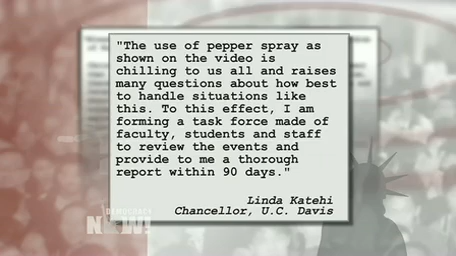 "The use of pepper spray as
shown on the video is
chilling to us all and raises
many questions about how best
to handle situations like
this. To this effect, I am
forming a task force made of
faculty, students and staff
to review the events and
provide to me a thorough
report within 90 days."
Linda Katehi
Chancellor, U.C. Davis
DEMOCRACY
NOW!